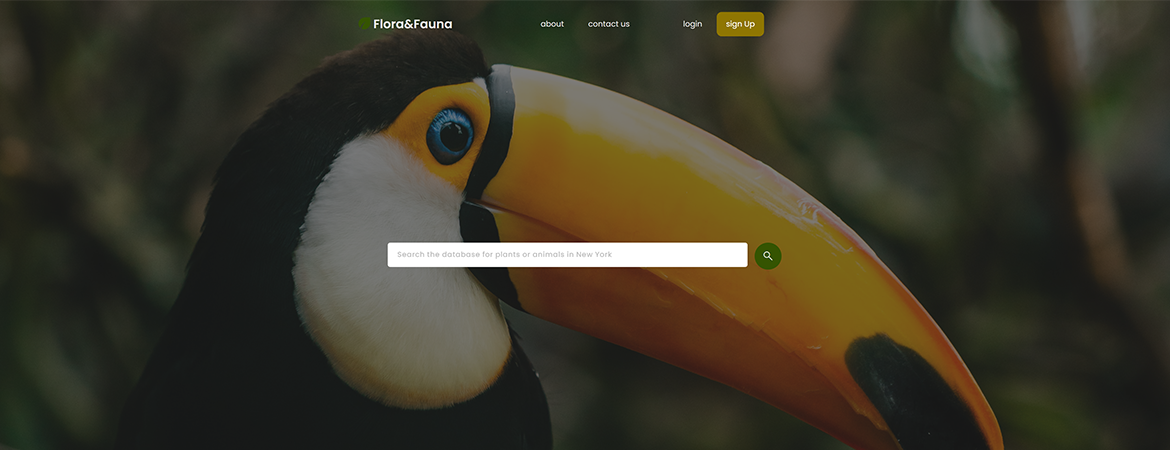 Flora&Fauna
about
contact us
login
sign Up
Search the database for plants or animals in New York